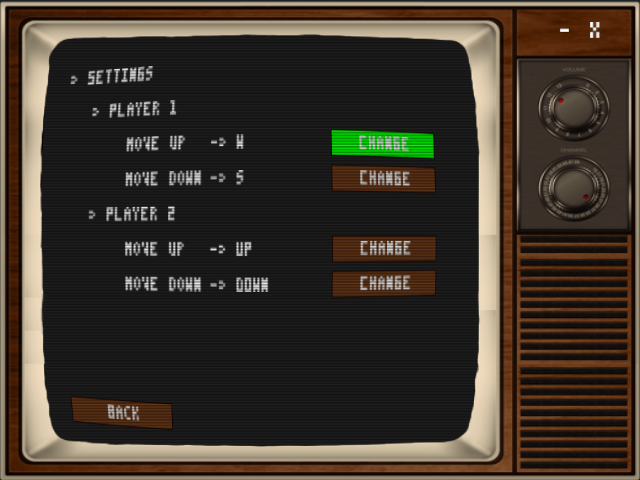 - X
VOLUME
CHANNEL
> SETTINGS
> PLAYER 1
MOVE UP -> W CHANGE
MOVE DOWN -> S CHANGE
> PLAYER 2
MOVE UP -> UP CHANGE
MOVE DOWN -> DOWN CHANGE
BACK